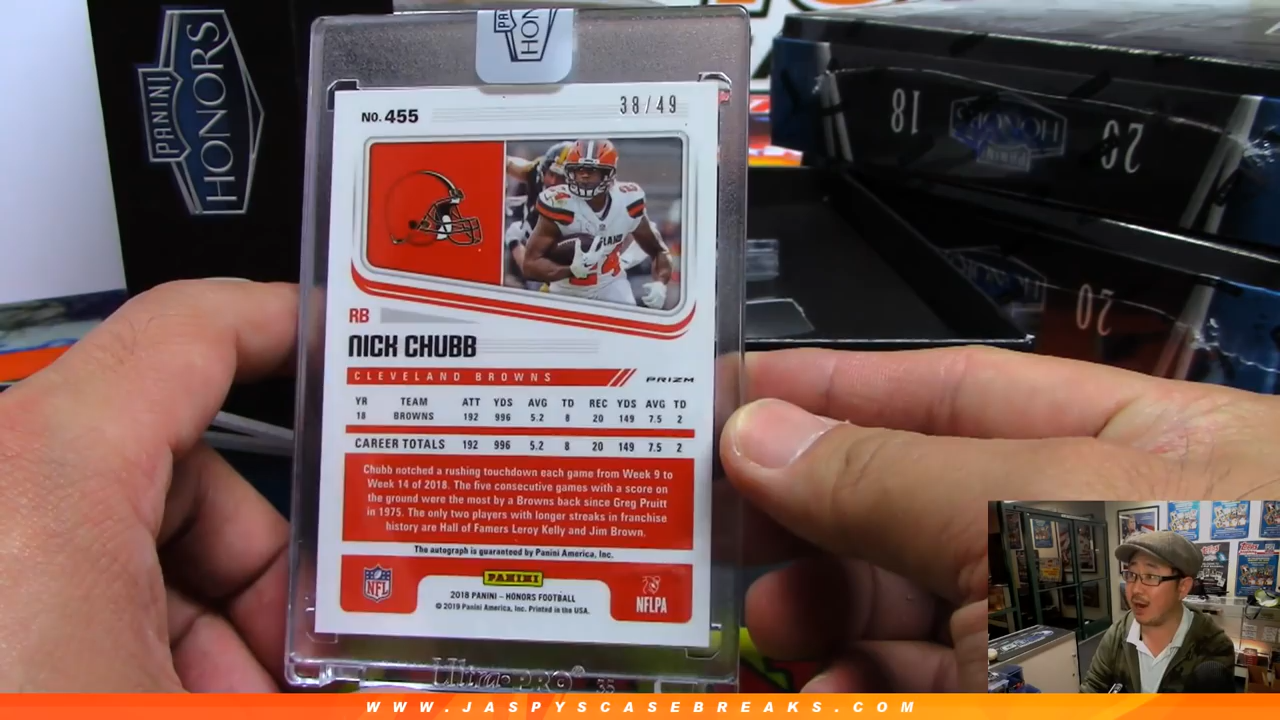 PANINI
HONORS
HONORS
NO. 455
38/49
RB
NICK CHUBB
CLEVELAND BROWNS
PRIZM
YR TEAM ATT YDS AVG TD REC YDS AVG TD
18 BROWNS 192 996 5.2 8 20 149 7.5 2
CAREER TOTALS 192 996 5.2 8 20 149 7.5 2
Chubb notched a rushing touchdown each game from Week 9 to
Week 14 of 2018. The five consecutive games with a score on
the ground were the most by a Browns back since Greg Pruitt
in 1975. The only two players with longer streaks in franchise
history are Hall of Famers Leroy Kelly and Jim Brown.
The autograph is guaranteed by Panini America, Inc.
NFL
PANINI
2018 PANINI – HONORS FOOTBALL
© 2019 Panini America, Inc. Printed in the USA.
NFLPA
Ultra·PRO®
20
HONORS
18
20
WWW.JASPYSCASEBREAKS.COM